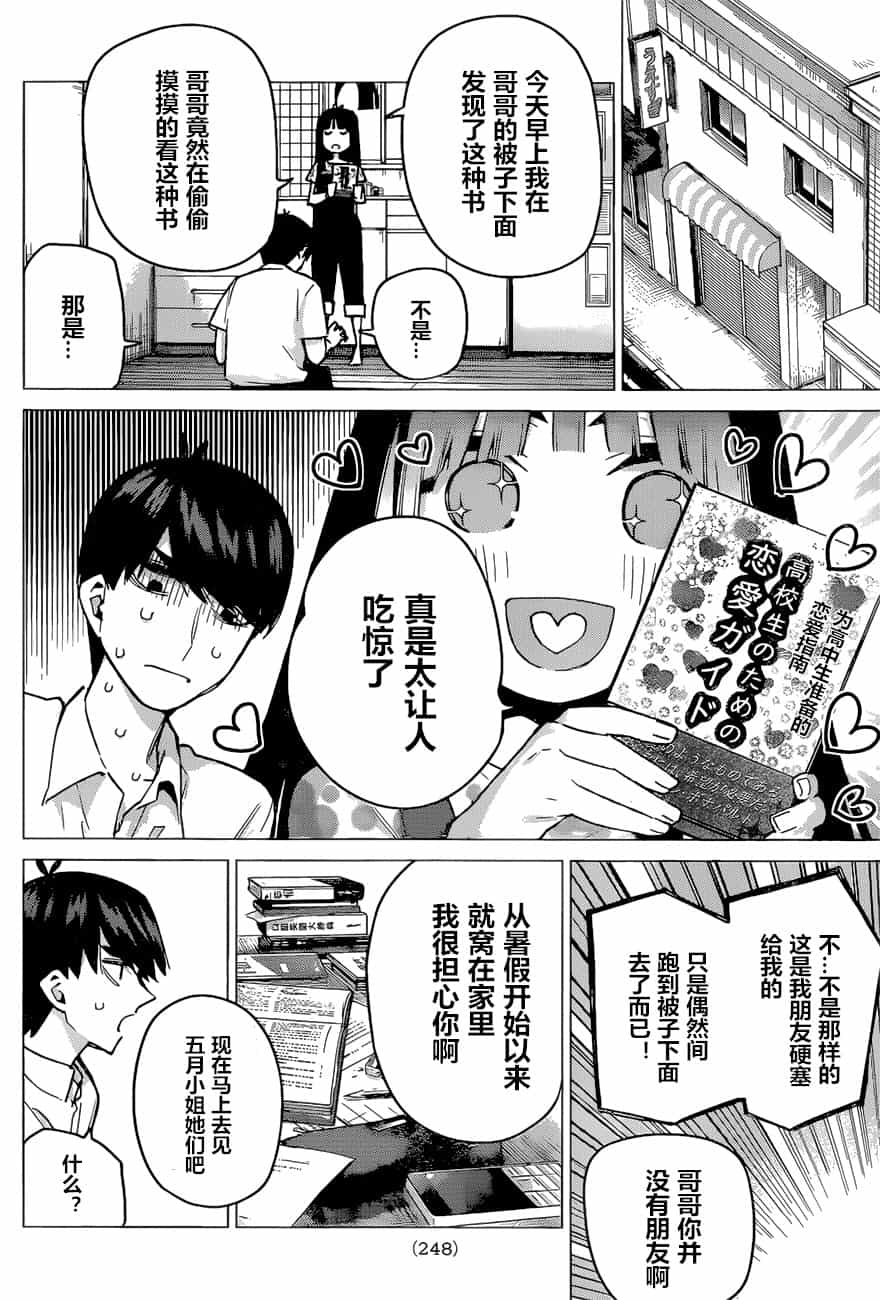 うえすぎ
今天早上我在
哥哥的被子下面
发现了这种
书
哥哥竟然在偷偷
摸摸的看这种书
不是…
那是…
为高中生准备的
恋爱指南
高校生のための
恋愛ガイド
真是太让人
吃惊了
不…不是那样的
这是我朋友硬塞
给我的
只是偶然间
跑到被子下面
去了而已！
哥哥你并
没有朋友啊
从暑假开始以来
就窝在家里
我很担心你啊
现在马上去见
五月小姐她们吧
什么？
(248)